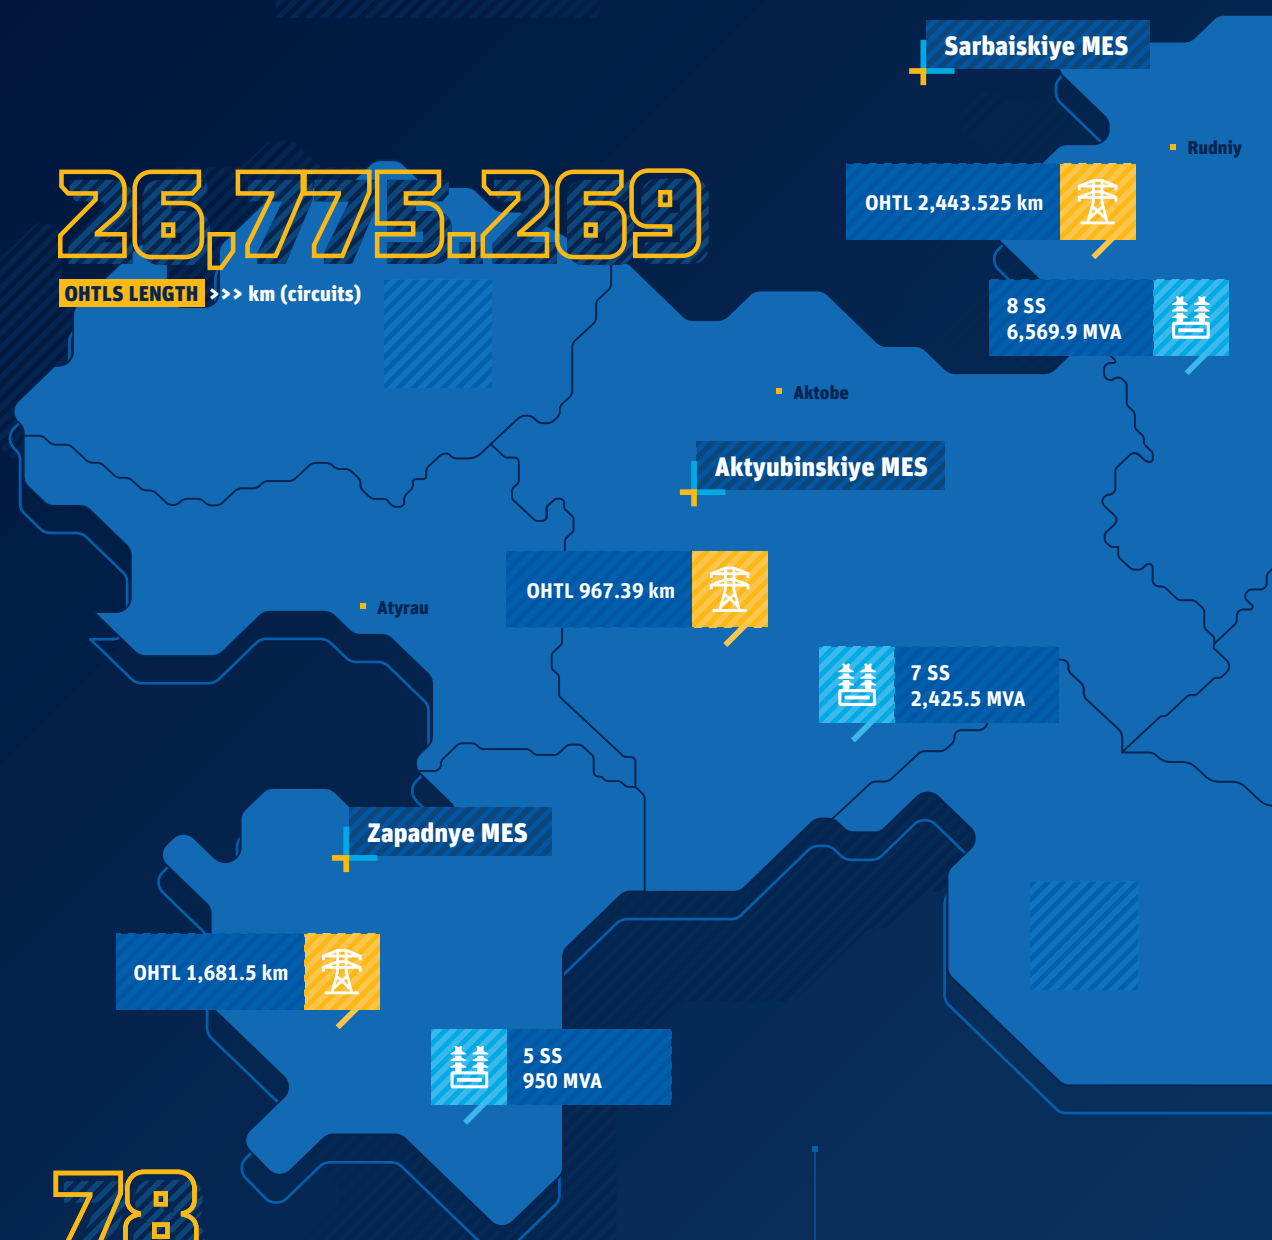 Sarbaiskiye MES
Rudniy
26,775.269
OHTL 2,443.525 km
OHTLS LENGTH >>> km (circuits)
8 SS
6,569.9 MVA
Aktobe
Aktyubinskiye MES
OHTL 967.39 km
Atyrau
7 SS
2,425.5 MVA
Zapadnye MES
OHTL 1,681.5 km
5 SS
950 MVA
78